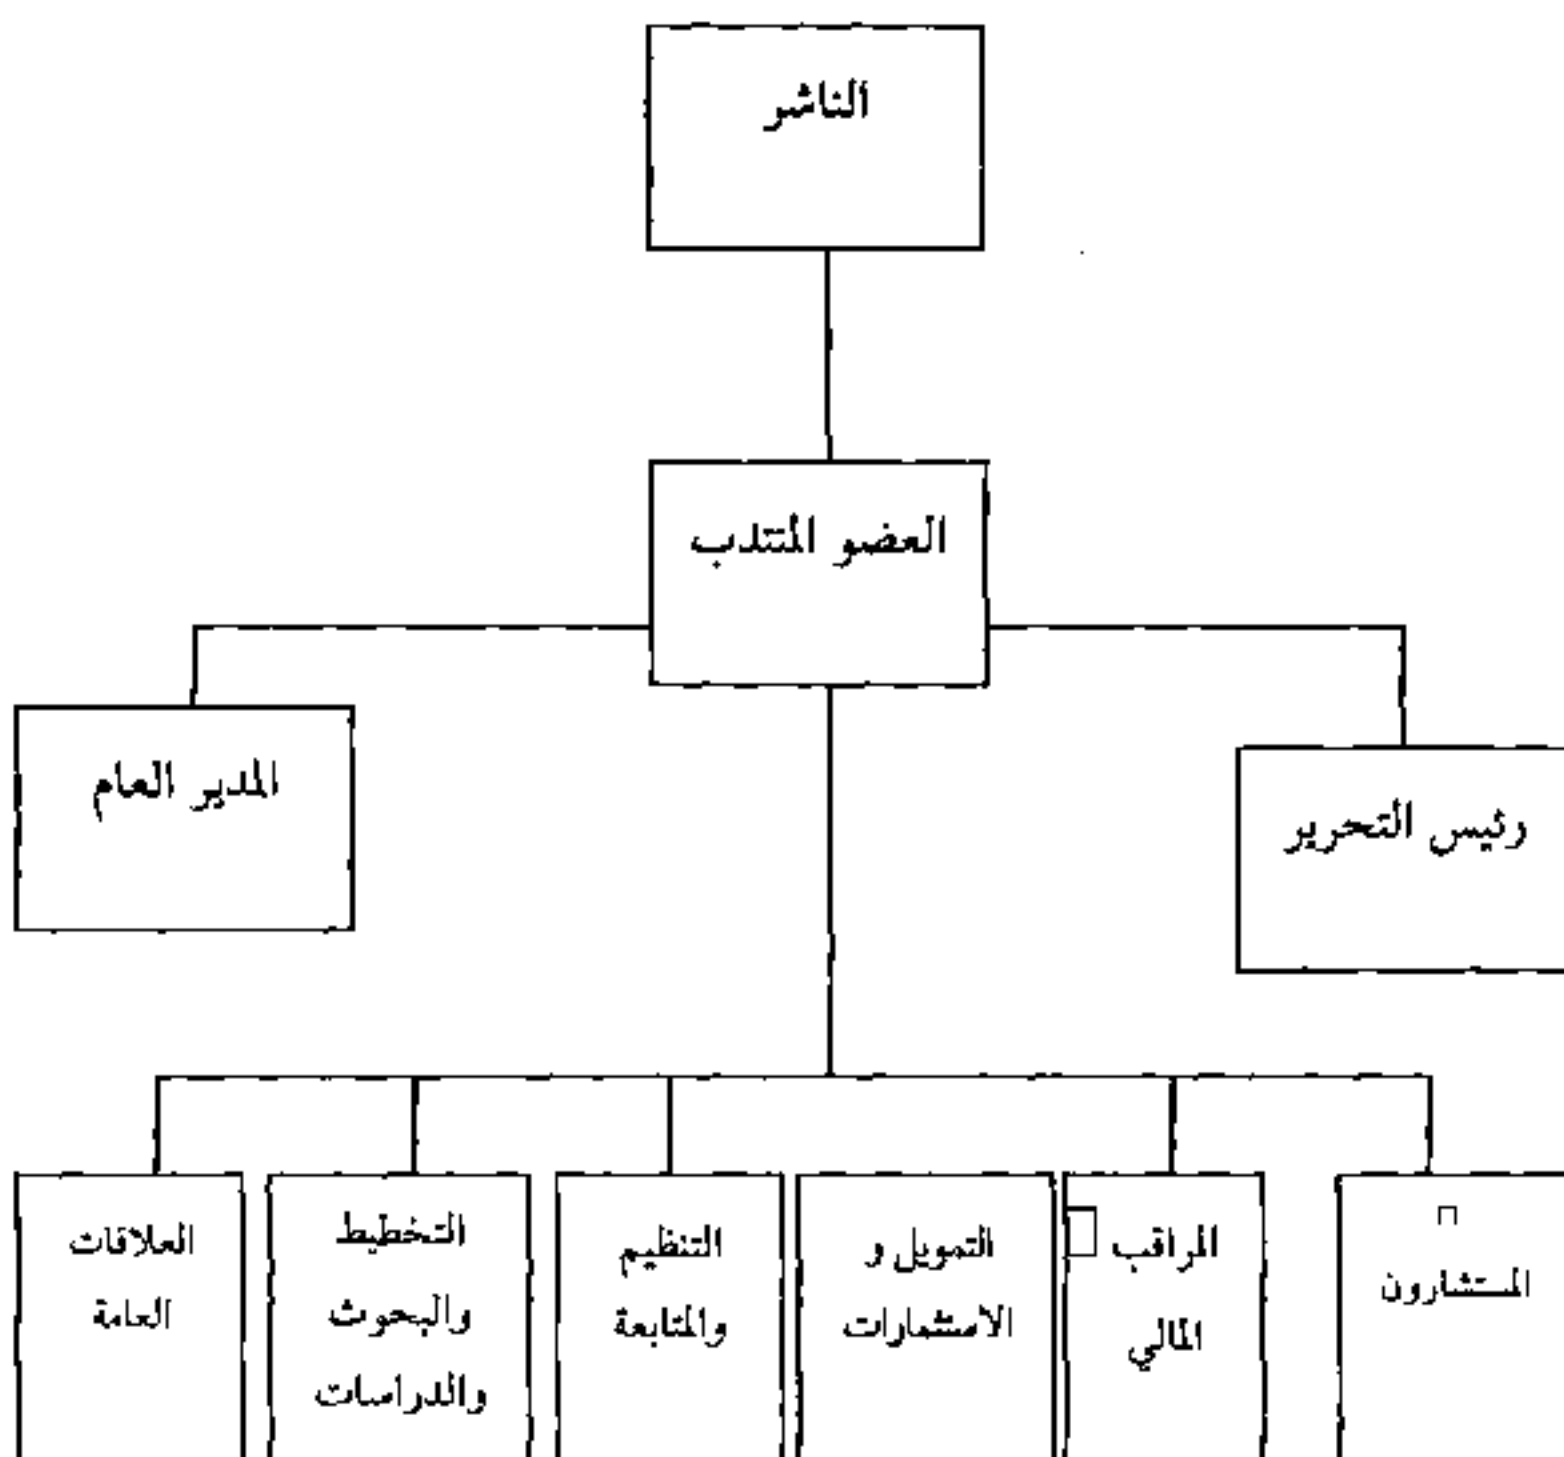 الناشر
العضو المنتدب
رئيس التحرير
المدير العام
المستشارون
المراقب
المالي
التمويل و
الاستثمارات
التنظيم
والمتابعة
التخطيط
والبحوث
والدراسات
العلاقات
العامة